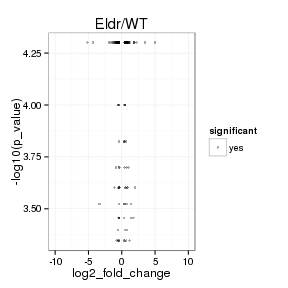 Eldr/WT
4.25
4.00
3.75
3.50
-log10(p_value)
-10 -5 0 5 10
log2_fold_change
significant
yes